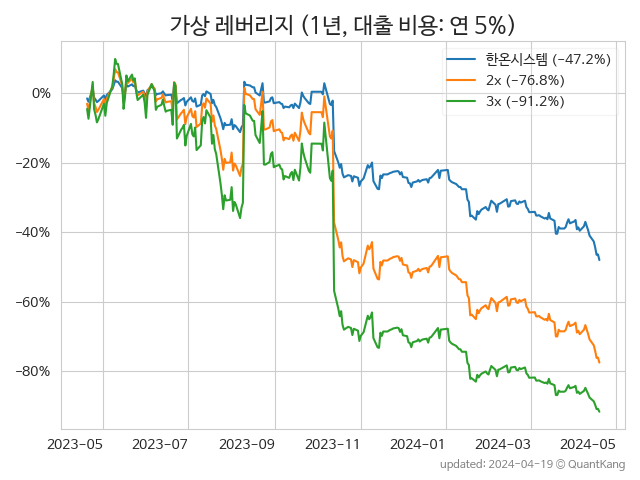 가상 레버리지 (1년, 대출 비용: 연 5%)
한온시스템 (−47.2%)
2x (−76.8%)
3x (−91.2%)
0%
−20%
−40%
−60%
−80%
2023−05 2023−07 2023−09 2023−11 2024−01 2024−03 2024−05
updated: 2024−04−19 © QuantKang